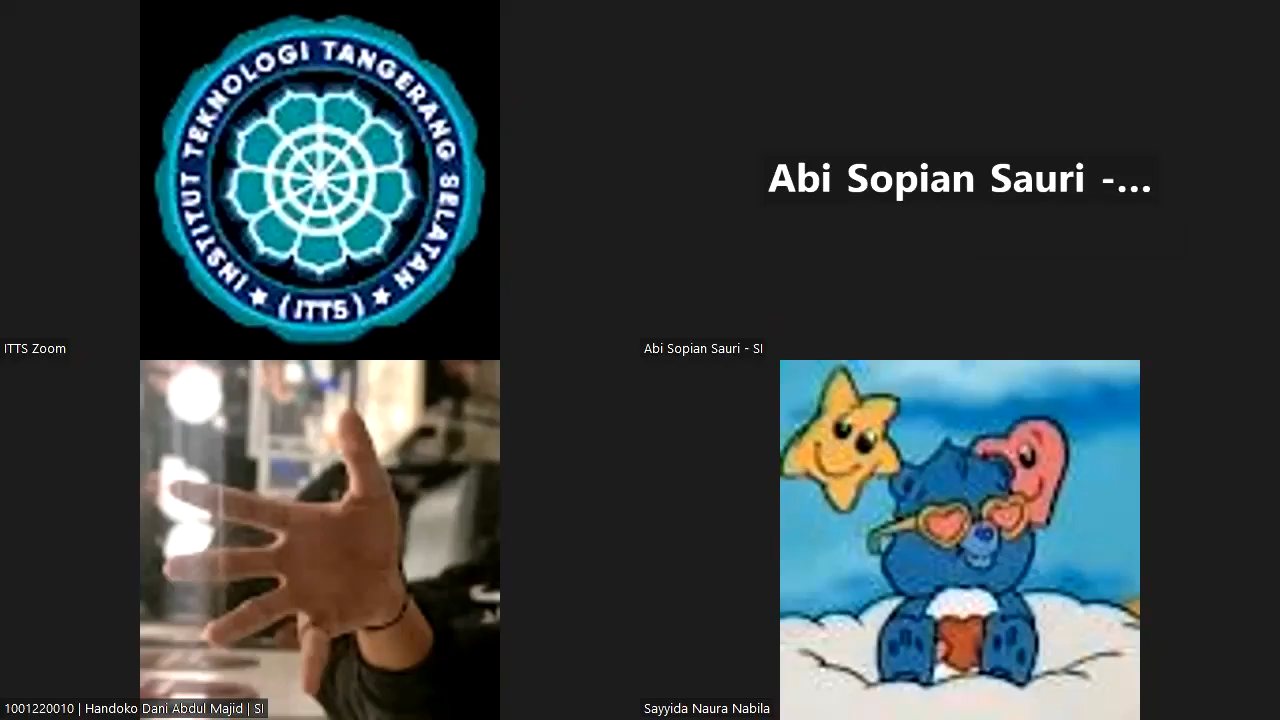 INSTITUT TEKNOLOGI TANGERANG SELATAN
(ITTS)
ITTS Zoom
Abi Sopian Sauri -...
Abi Sopian Sauri - SI
1001220010 | Handoko Dani Abdul Majid | SI
Sayyida Naura Nabila